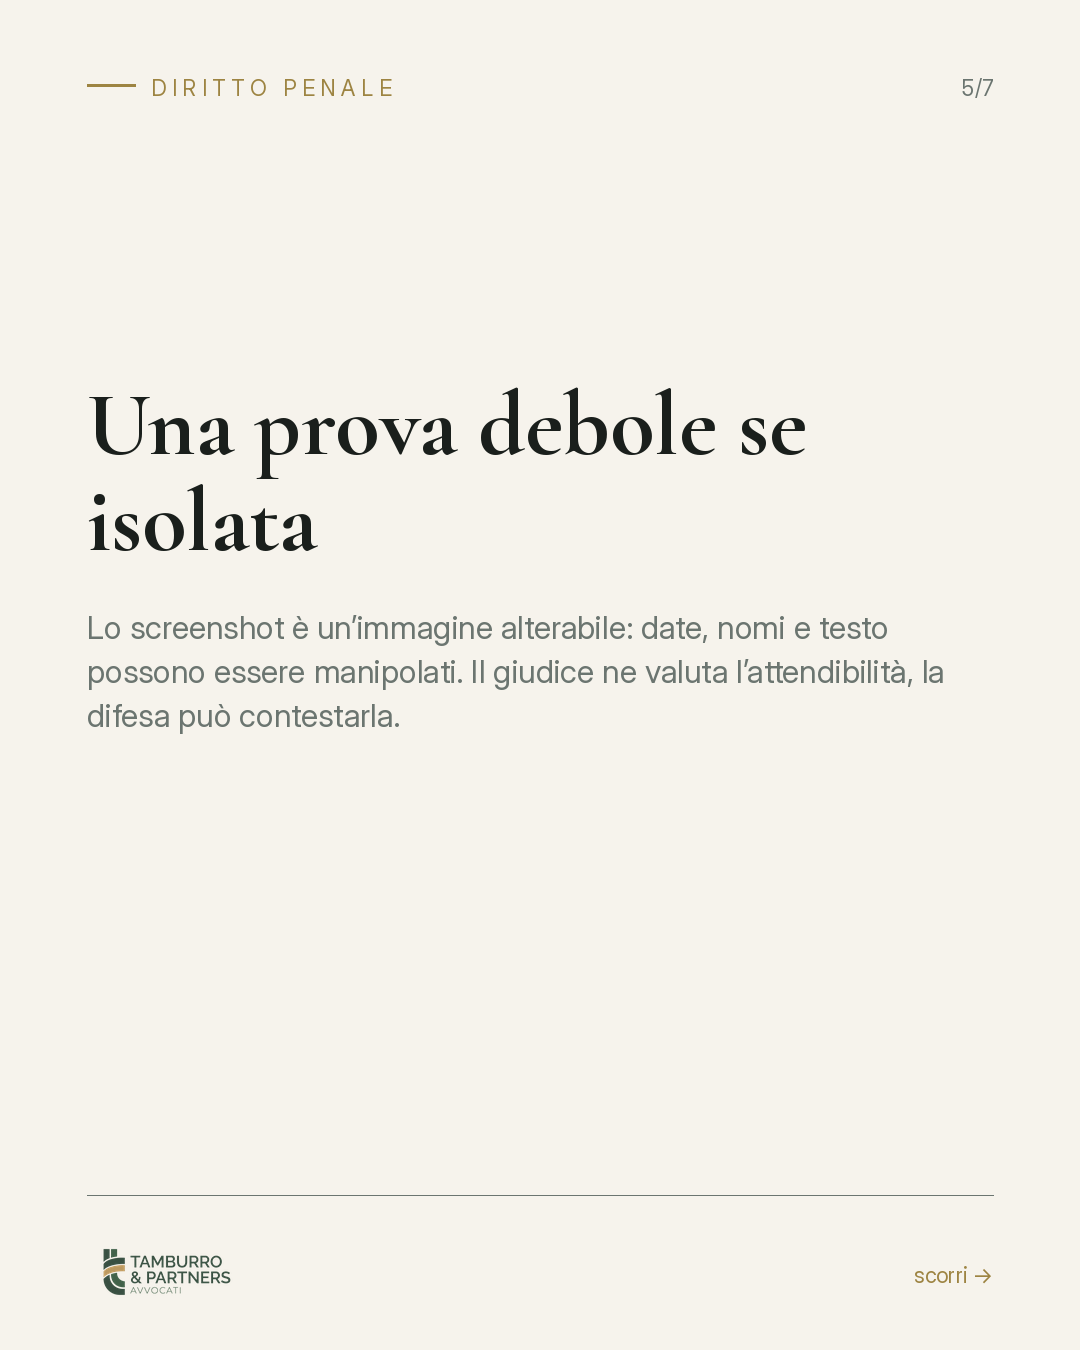 DIRITTO PENALE
5/7
Una prova debole se
isolata
Lo screenshot è un’immagine alterabile: date, nomi e testo
possono essere manipolati. Il giudice ne valuta l’attendibilità, la
difesa può contestarla.
TAMBURRO
& PARTNERS
AVVOCATI
scorri →